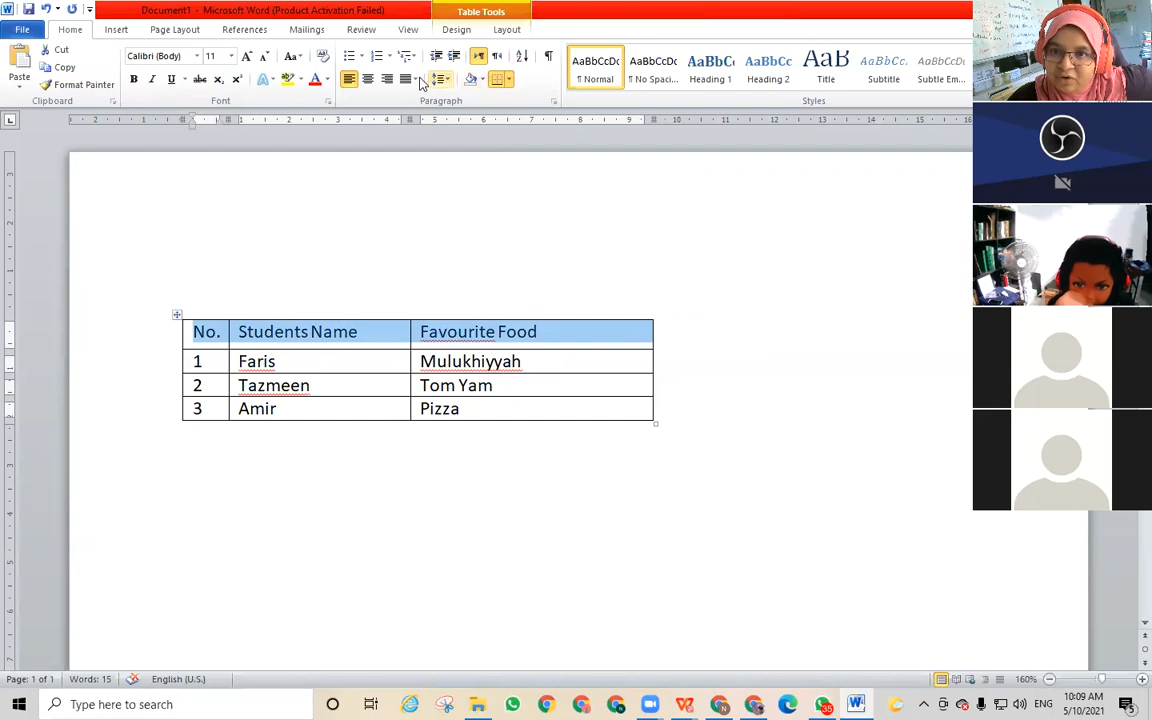 Document1 - Microsoft Word (Product Activation Failed)
Table Tools
File
Home
Insert
Page Layout
References
Mailings
Review
View
Design
Layout
Paste
Cut
Copy
Format Painter
Clipboard
Calibri (Body)
11
Font
Paragraph
AaBbCcDc
¶ Normal
AaBbCcDc
¶ No Spaci...
AaBbCc
Heading 1
AaBbCc
Heading 2
AaB
Title
AaBbCc.
Subtitle
AaBbCcDc
Subtle Em...
Styles
No. Students Name Favourite Food
1 Faris Mulukhiyyah
2 Tazmeen Tom Yam
3 Amir Pizza
Page: 1 of 1
Words: 15
English (U.S.)
160%
Type here to search
35
ENG
10:09 AM
5/10/2021
5